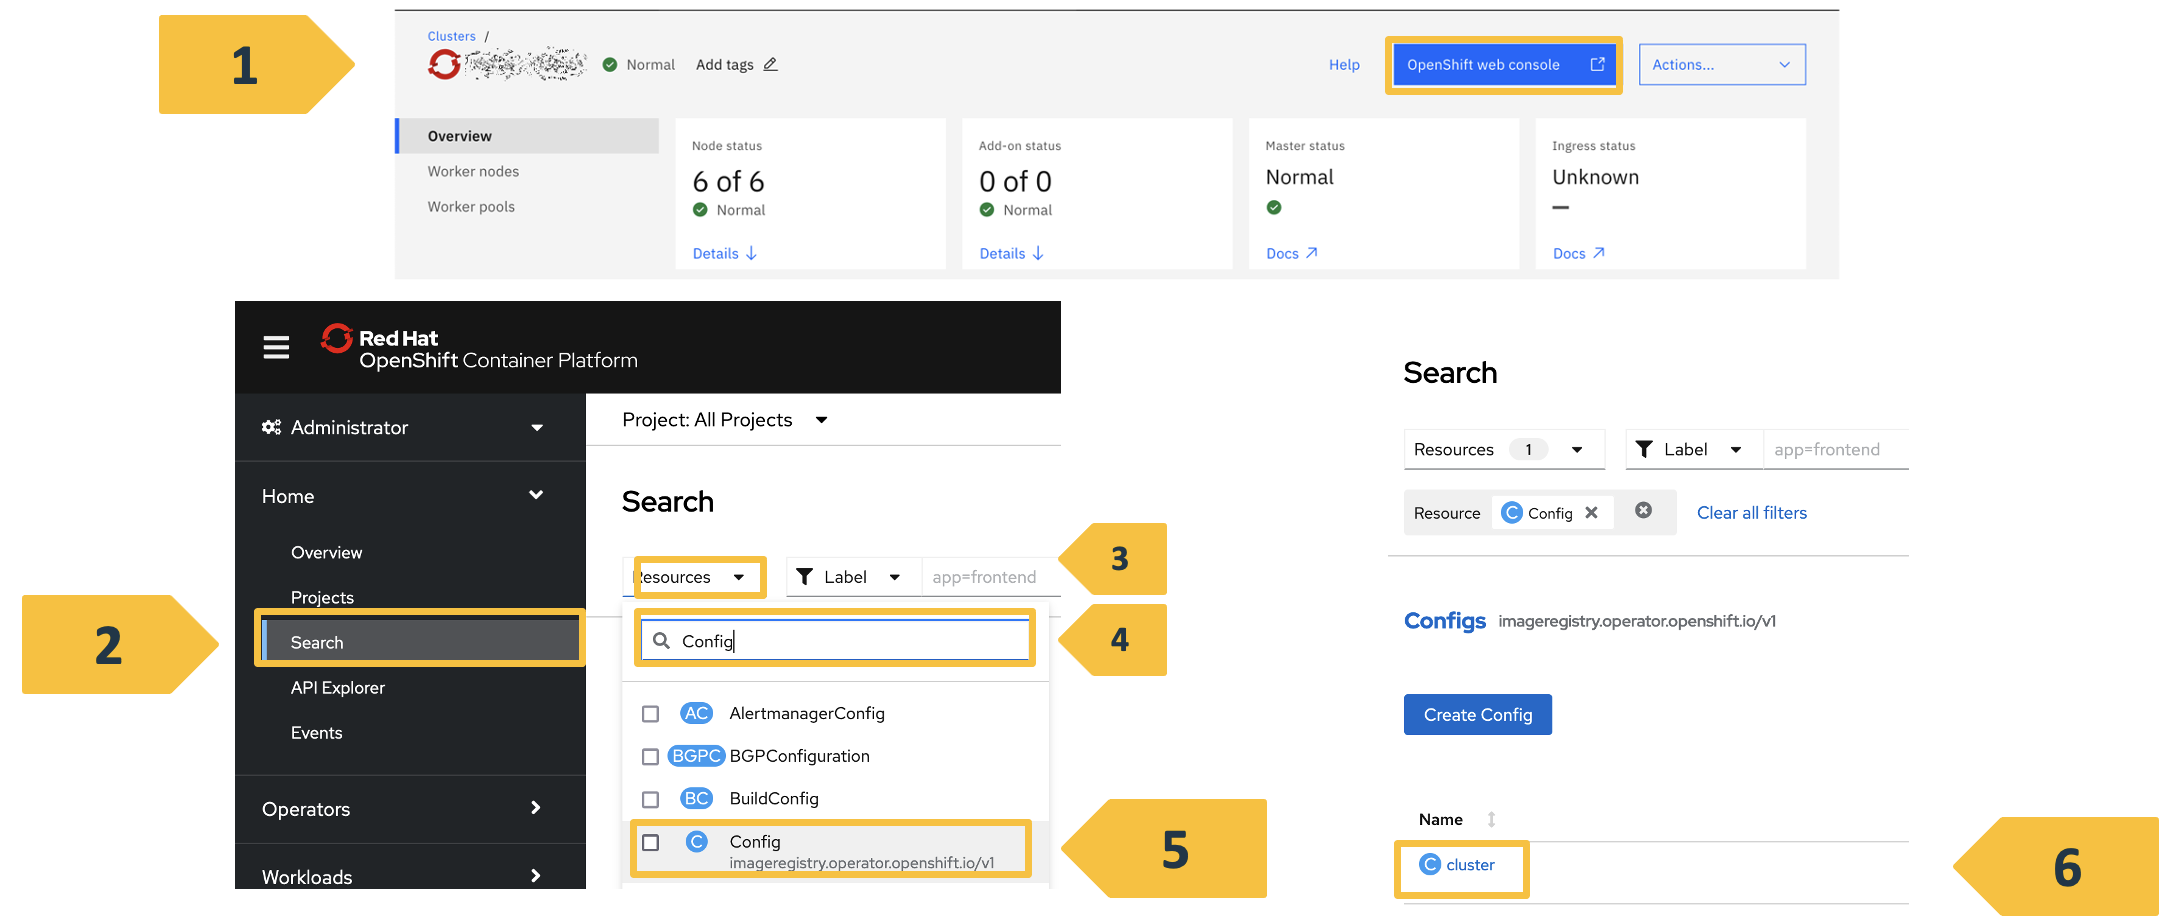 1
Clusters /
Normal Add tags
Help
OpenShift web console
Actions...
Overview
Worker nodes
Worker pools
Node status
6 of 6
Normal
Details
Add-on status
0 of 0
Normal
Details
Master status
Normal
Docs
Ingress status
Unknown
—
Docs
Red Hat
OpenShift Container Platform
Administrator
Home
Overview
Projects
2
Search
API Explorer
Events
Operators
Workloads
Project: All Projects
Search
Resources Label app=frontend
3
Config
4
AC AlertmanagerConfig
BGPC BGPConfiguration
BC BuildConfig
C Config
imageregistry.operator.openshift.io/v1
5
Search
Resources 1 Label app=frontend
Resource C Config Clear all filters
Configs imageregistry.operator.openshift.io/v1
Create Config
Name
C cluster
6